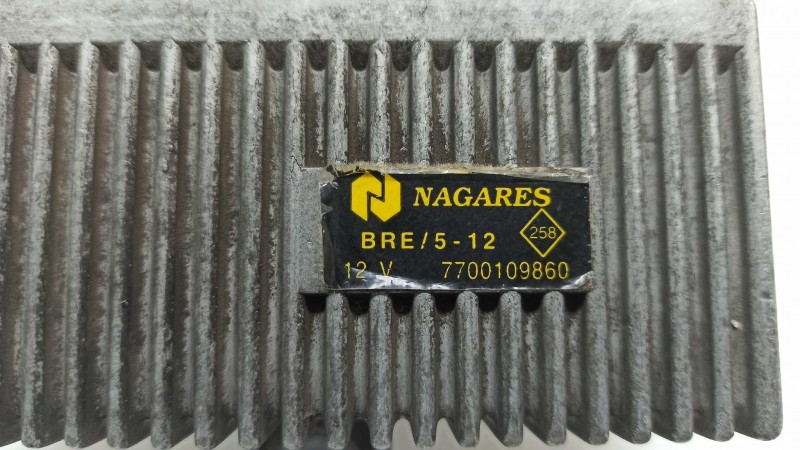 NAGARES
BRE/5-12
258
12 V 7700109860